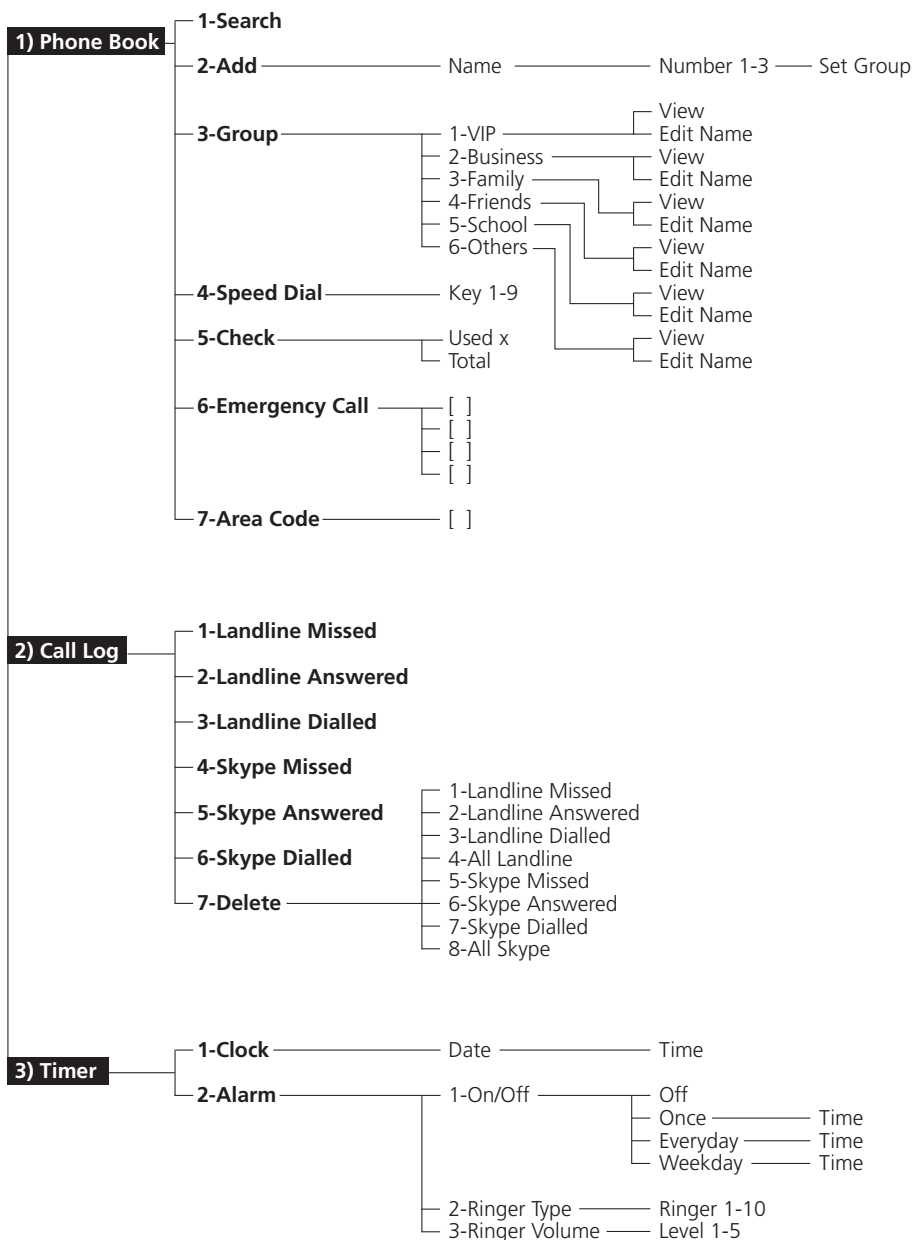 1) Phone Book
1-Search
2-Add Name Number 1-3 Set Group
3-Group 1-VIP View
Edit Name
2-Business View
Edit Name
3-Family View
Edit Name
4-Friends View
Edit Name
5-School View
Edit Name
6-Others View
Edit Name
4-Speed Dial Key 1-9
5-Check Used x
Total
6-Emergency Call [ ]
[ ]
[ ]
[ ]
7-Area Code [ ]
2) Call Log
1-Landline Missed
2-Landline Answered
3-Landline Dialled
4-Skype Missed
5-Skype Answered
6-Skype Dialled
7-Delete
1-Landline Missed
2-Landline Answered
3-Landline Dialled
4-All Landline
5-Skype Missed
6-Skype Answered
7-Skype Dialled
8-All Skype
3) Timer
1-Clock Date Time
2-Alarm 1-On/Off Off
Once Time
Everyday Time
Weekday Time
2-Ringer Type Ringer 1-10
3-Ringer Volume Level 1-5